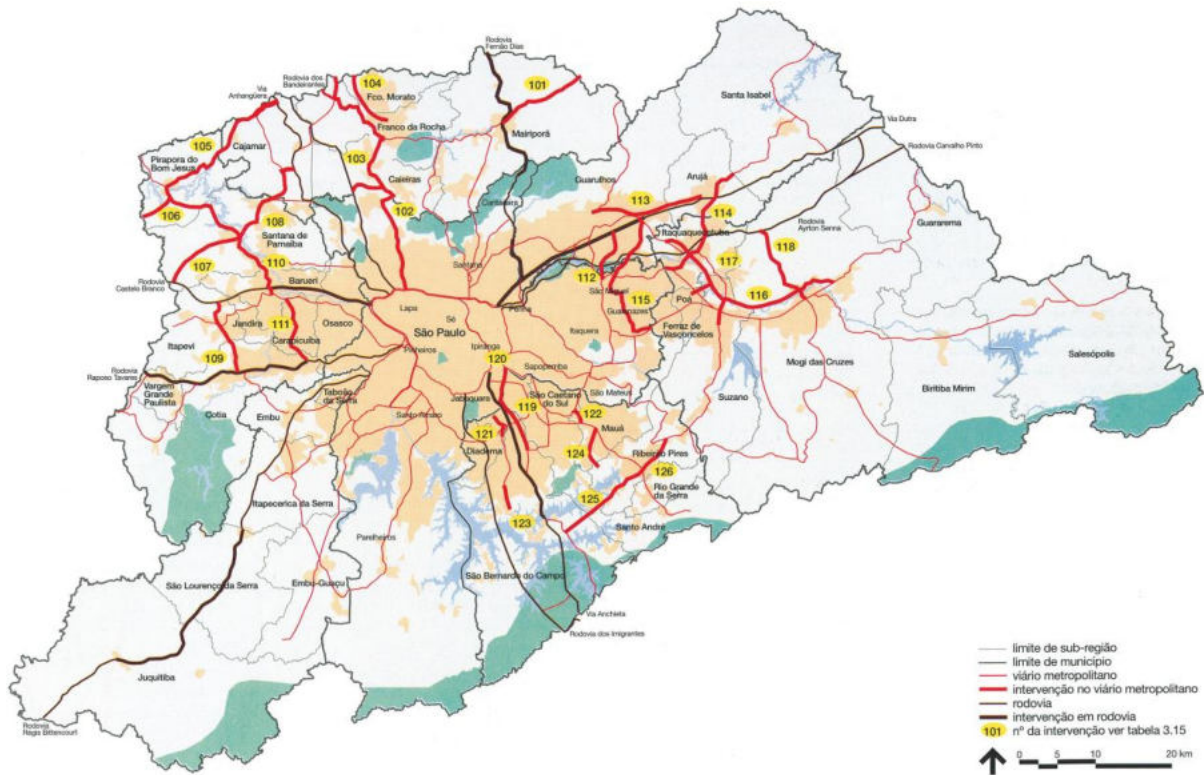 Rodovia
Fernão Dias
Rodovia dos
Bandeirantes
Via
Anhangüera
104
Fco. Morato
101
Santa Isabel
Franco da Rocha
Mairiporã
Via Dutra
Rodovia Carvalho Pinto
105
Cajamar
Pirapora do
Bom Jesus
103
Caieiras
Guarulhos
Arujá
Cantareira
106
108
102
113
114
Guararema
Santana de
Parnaíba
Itaquaquecetuba
Rodovia
Ayrton Senna
118
107
110
Santana
117
112
Rodovia
Castelo Branco
Barueri
São Miguel
115
116
Lapa
Penha
Guaianazes
Poá
Jandira
111
Osasco
Sé
São Paulo
Itaquera
Ferraz de
Vasconcelos
Itapevi
Carapicuíba
Pinheiros
Ipiranga
120
109
Sapopemba
Mogi das Cruzes
Salesópolis
Rodovia
Raposo Tavares
Vargem
Grande
Paulista
Taboão
da Serra
São Mateus
Suzano
Biritiba Mirim
Cotia
Embu
Santo Amaro
Jabaquara
119
São Caetano
do Sul
122
Mauá
121
Diadema
124
Ribeirão Pires
126
Rio Grande
da Serra
Itapecerica da Serra
125
123
Santo André
Parelheiros
São Lourenço da Serra
Embu-Guaçu
São Bernardo do Campo
Via Anchieta
Rodovia dos Imigrantes
Juquitiba
Rodovia
Régis Bittencourt
limite de sub-região
limite de município
viário metropolitano
intervenção no viário metropolitano
rodovia
intervenção em rodovia
101 nº da intervenção ver tabela 3.15
0 5 10 20 km